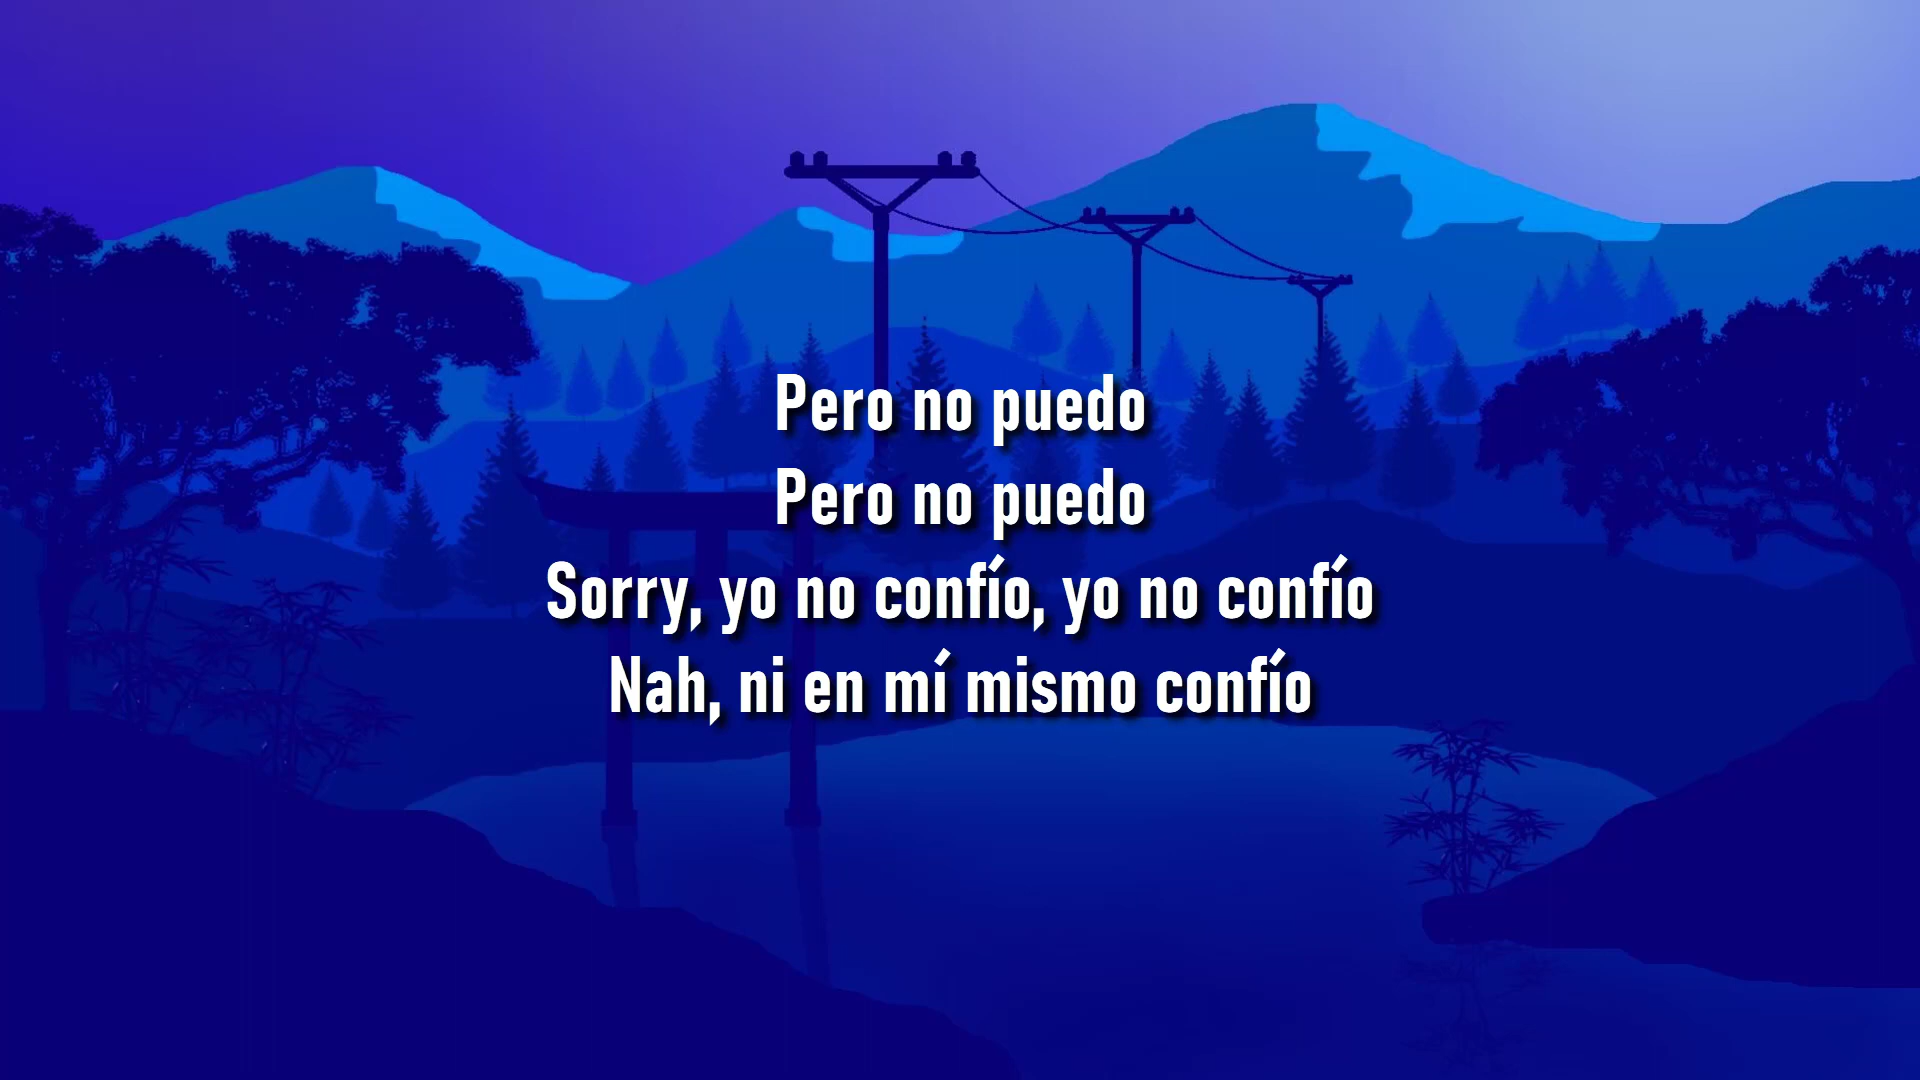 Pero no puedo
Pero no puedo
Sorry, yo no confío, yo no confío
Nah, ni en mí mismo confío